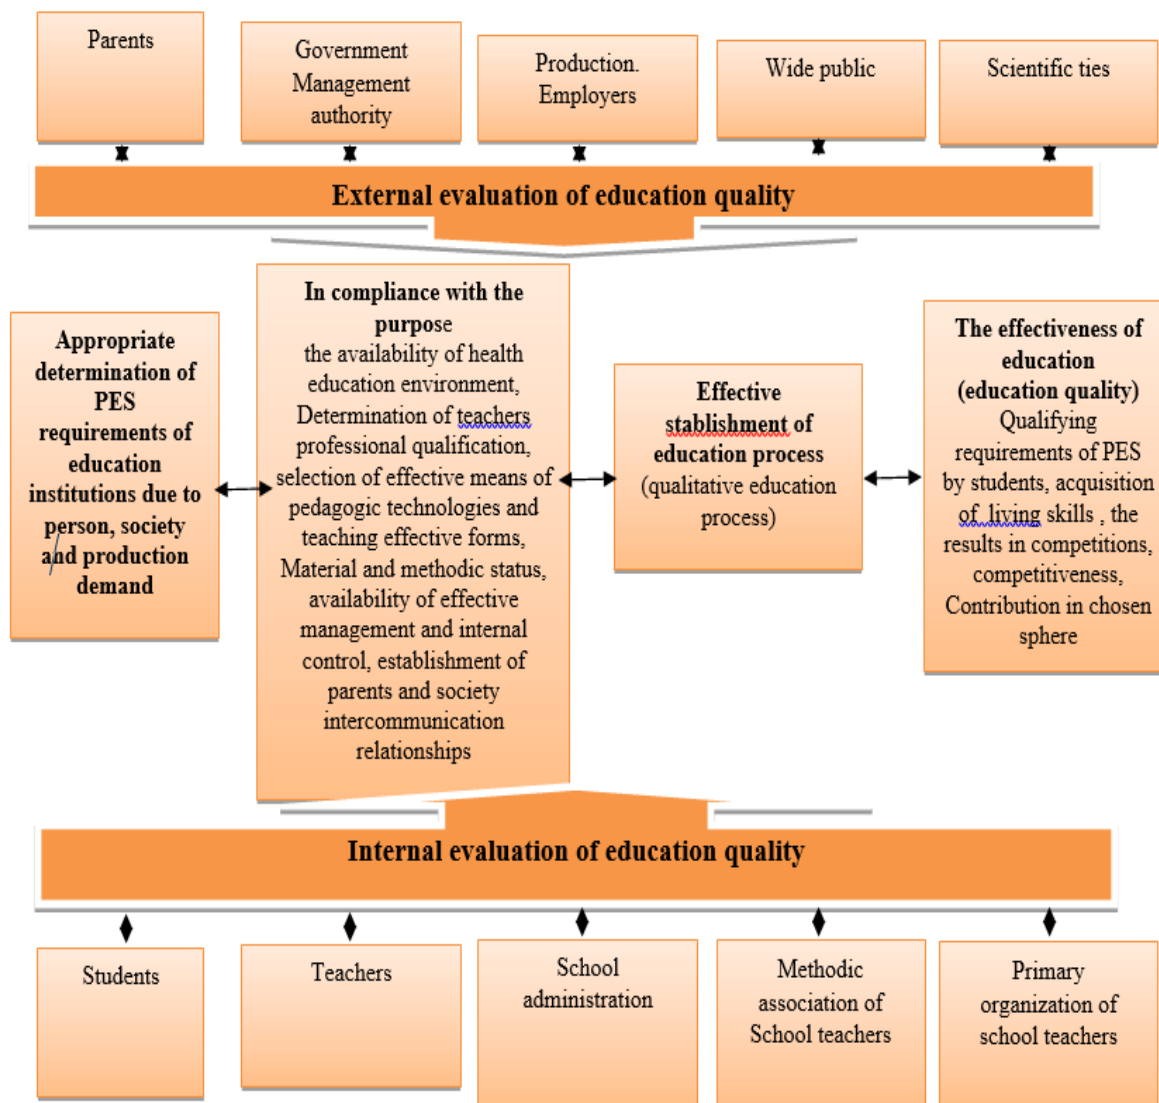 Parents
Government
Management
authority
Production.
Employers
Wide public
Scientific ties
External evaluation of education quality
Appropriate
determination of
PES
requirements of
education
institutions due to
person, society
and production
demand
In compliance with the
purpose
the availability of health
education environment,
Determination of teachers
professional qualification,
selection of effective means of
pedagogic technologies and
teaching effective forms,
Material and methodic status,
availability of effective
management and internal
control, establishment of
parents and society
intercommunication
relationships
Effective
stablishment of
education process
(qualitative education
process)
The effectiveness of
education
(education quality)
Qualifying
requirements of PES
by students, acquisition
of living skills , the
results in competitions,
competitiveness,
Contribution in chosen
sphere
Internal evaluation of education quality
Students
Teachers
School
administration
Methodic
association of
School teachers
Primary
organization of
school teachers